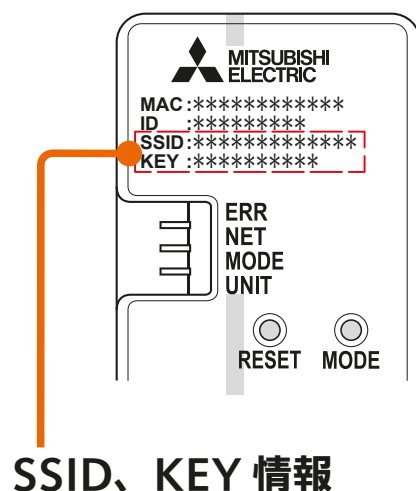 MITSUBISHI
ELECTRIC
MAC :************
ID :*********
SSID:*************
KEY :**********
ERR
NET
MODE
UNIT
RESET MODE
SSID、KEY 情報